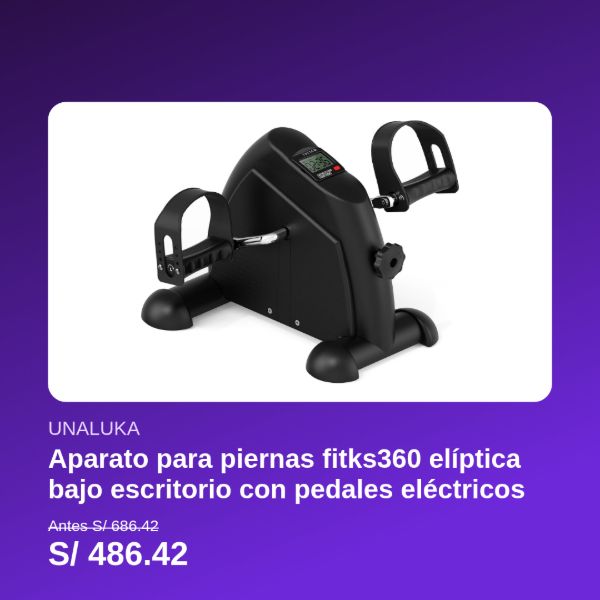 UNALUKA
Aparato para piernas fitks360 elíptica
bajo escritorio con pedales eléctricos
Antes S/ 686.42
S/ 486.42